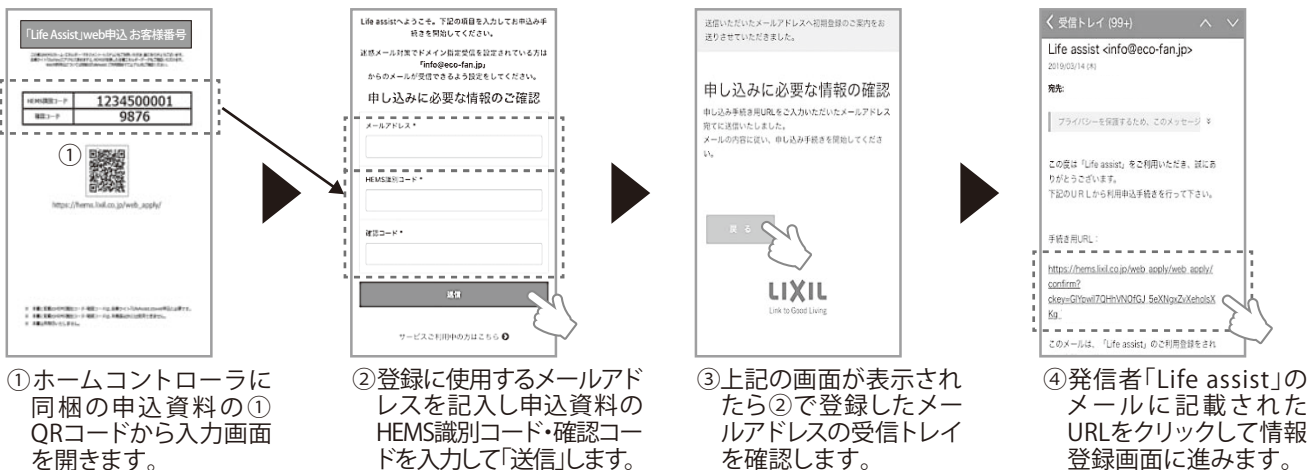 「Life Assist」web申込 お客様番号
HEMS識別コード 1234500001
確認コード 9876
①
https://hems.lixil.co.jp/web_apply/
①ホームコントローラに
同梱の申込資料の①
QRコードから入力画面
を開きます。
Life assistへようこそ。下記の項目を入力してお申込み手
続きを開始してください。
迷惑メール対策でドメイン指定受信を設定されている方は
「info@eco-fan.jp」
からのメールが受信できるよう設定をしてください。
申し込みに必要な情報のご確認
メールアドレス *
HEMS識別コード *
確認コード *
送信
サービスご利用中の方はこちら
②登録に使用するメールアド
レスを記入し申込資料の
HEMS識別コード・確認コー
ドを入力して「送信」します。
送信いただいたメールアドレスへ初期登録のご案内をお
送りさせていただきました。
申し込みに必要な情報の確認
申し込み手続き用URLをご入力いただいたメールアドレス
宛てに送信いたしました。
メールの内容に従い、申し込み手続きを開始してくださ
い。
戻る
LIXIL
Link to Good Living
③上記の画面が表示され
たら②で登録したメー
ルアドレスの受信トレイ
を確認します。
受信トレイ (99+)
Life assist <info@eco-fan.jp>
2019/03/14 (木)
宛先:
プライバシーを保護するため、このメッセージ
この度は「Life assist」をご利用いただき、誠にあ
りがとうございます。
下記のURLから利用申込手続きを行って下さい。
手続き用URL：
https://hems.lixil.co.jp/web_apply/web_apply/
confirm?
ckey=GlYpwil7QHhVNOfGJ_5eXNgxZvXeholsX
Kg_
このメールは、「Life assist」のご利用登録をされ
④発信者「Life assist」の
メールに記載された
URLをクリックして情報
登録画面に進みます。